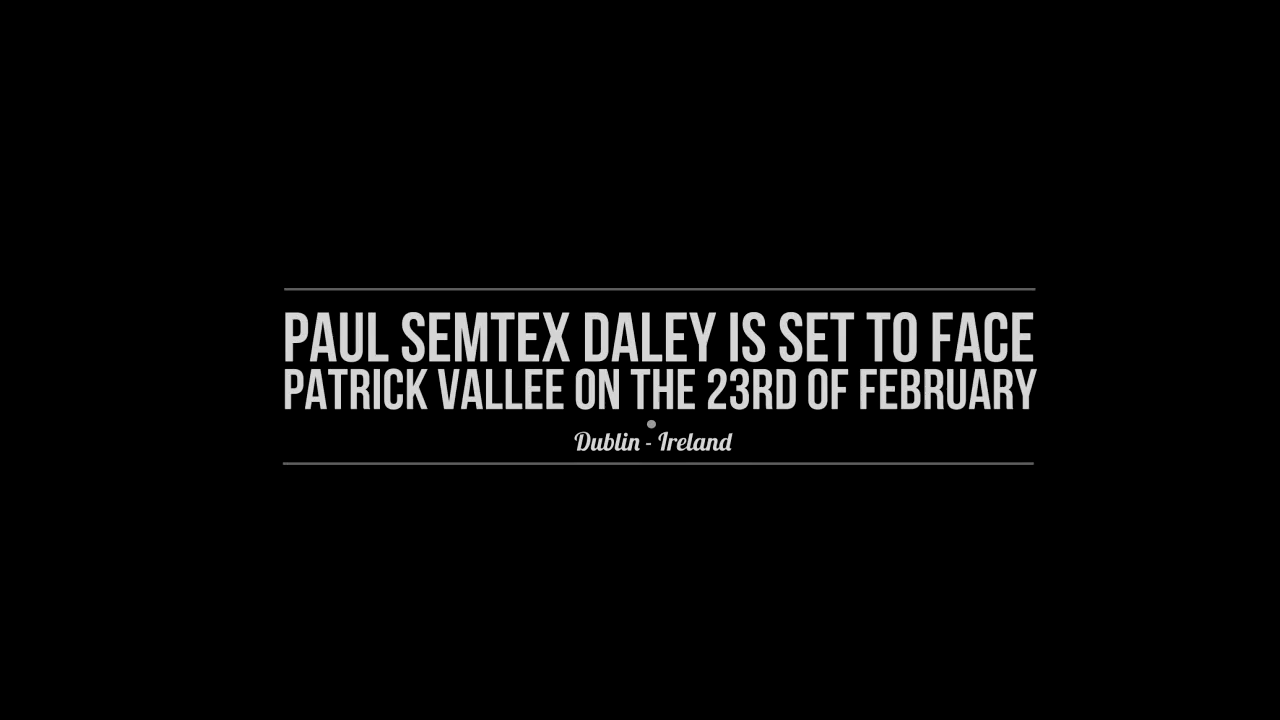 PAUL SEMTEX DALEY IS SET TO FACE
PATRICK VALLEE ON THE 23RD OF FEBRUARY
Dublin - Ireland